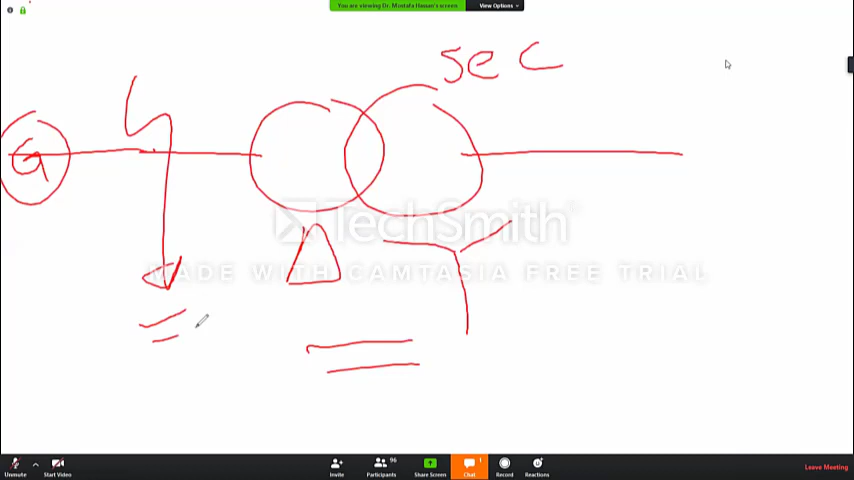 You are viewing Dr. Mostafa Hassan's screen
View Options
sec
G
TechSmith
MADE WITH CAMTASIA FREE TRIAL
Unmute
Start Video
Invite
96
Participants
Share Screen
1
Chat
Record
Reactions
Leave Meeting